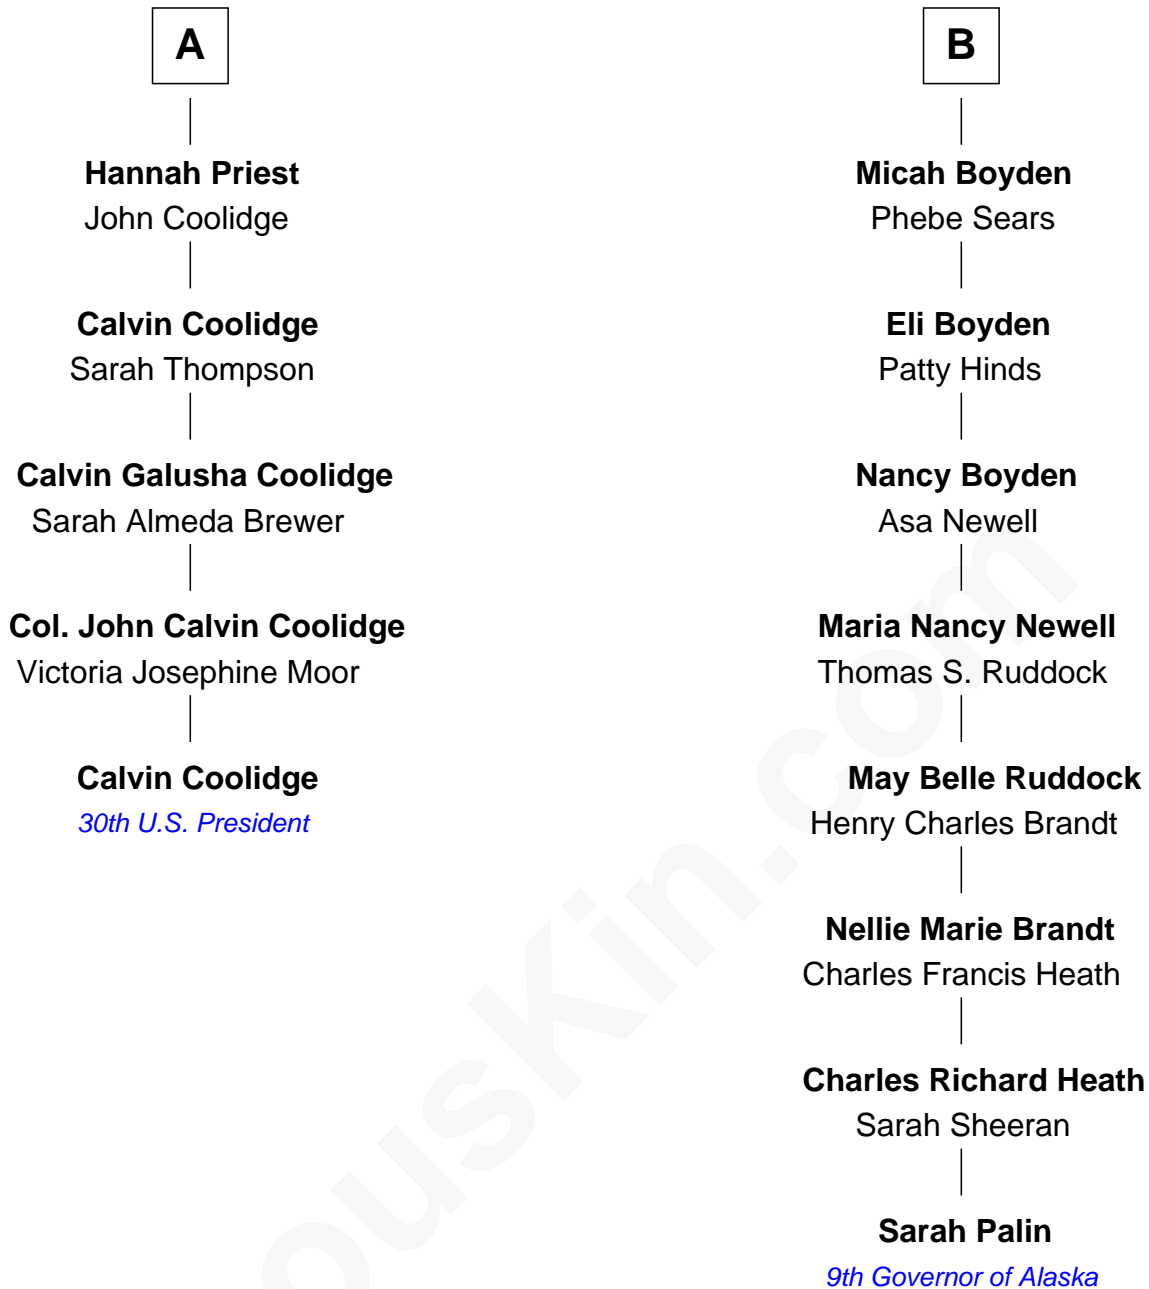 A
Hannah Priest
John Coolidge
Calvin Coolidge
Sarah Thompson
Calvin Galusha Coolidge
Sarah Almeda Brewer
Col. John Calvin Coolidge
Victoria Josephine Moor
Calvin Coolidge
30th U.S. President
B
Micah Boyden
Phebe Sears
Eli Boyden
Patty Hinds
Nancy Boyden
Asa Newell
Maria Nancy Newell
Thomas S. Ruddock
May Belle Ruddock
Henry Charles Brandt
Nellie Marie Brandt
Charles Francis Heath
Charles Richard Heath
Sarah Sheeran
Sarah Palin
9th Governor of Alaska
ousKin.com